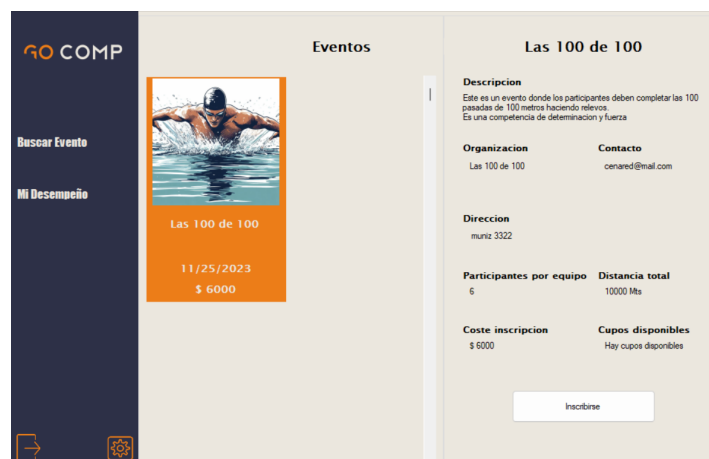 GO COMP
Buscar Evento
Mi Desempeño
Eventos
Las 100 de 100
11/25/2023
$ 6000
Las 100 de 100
Descripcion
Este es un evento donde los participantes deben completar las 100
pasadas de 100 metros haciendo relevos.
Es una competencia de determinacion y fuerza
Organizacion
Contacto
Las 100 de 100
cenared@mail.com
Direccion
muniz 3322
Participantes por equipo
Distancia total
6
10000 Mts
Coste inscripcion
Cupos disponibles
$ 6000
Hay cupos disponibles
Inscribirse